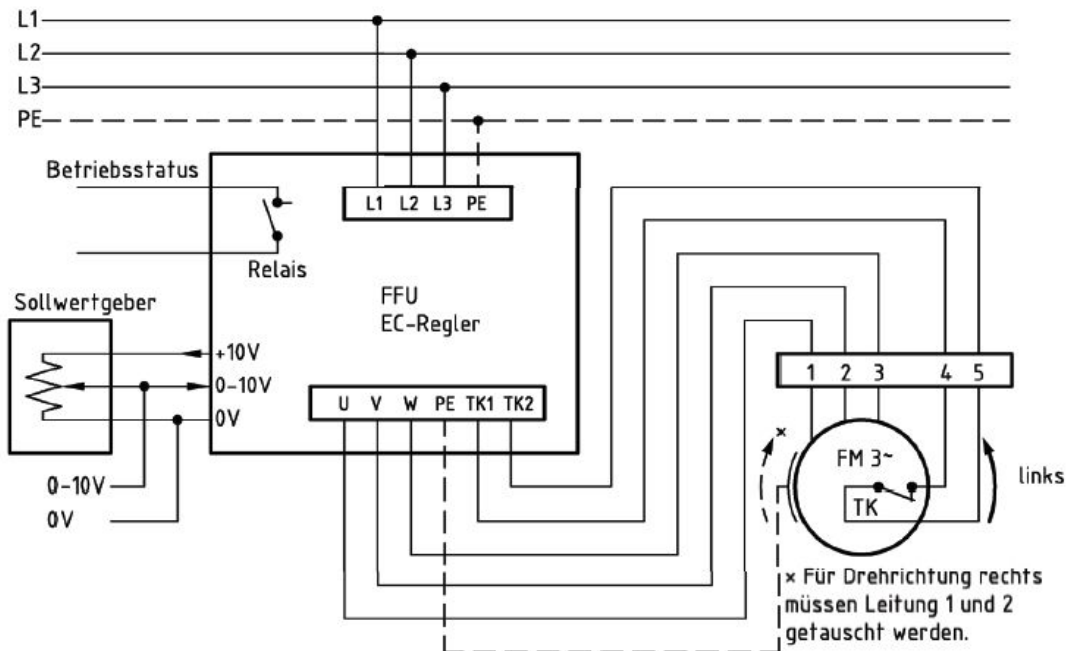 L1
L2
L3
PE
Betriebsstatus
L1 L2 L3 PE
Relais
Sollwertgeber
FFU
EC-Regler
+10V
0-10V
0V
U V W PE TK1 TK2
0-10V
0V
1 2 3 4 5
×
FM 3~
TK
links
× Für Drehrichtung rechts
müssen Leitung 1 und 2
getauscht werden.